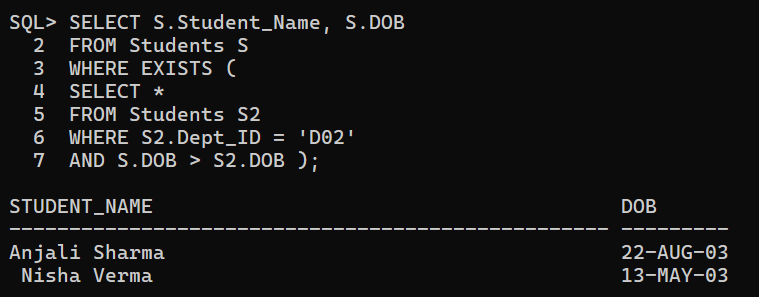 SQL> SELECT S.Student_Name, S.DOB
  2  FROM Students S
  3  WHERE EXISTS (
  4  SELECT *
  5  FROM Students S2
  6  WHERE S2.Dept_ID = 'D02'
  7  AND S.DOB > S2.DOB );

STUDENT_NAME                                       DOB
-------------------------------------------------- ---------
Anjali Sharma                                      22-AUG-03
 Nisha Verma                                       13-MAY-03